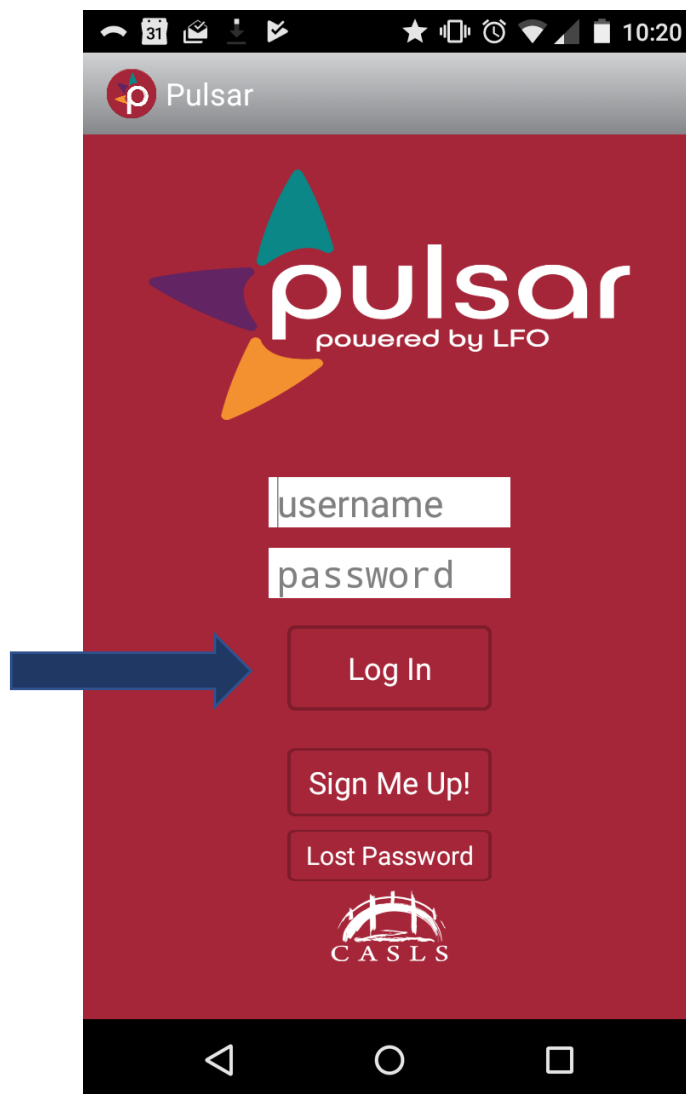 31
10:20
Pulsar
pulsar
powered by LFO
username
password
Log In
Sign Me Up!
Lost Password
CASLS